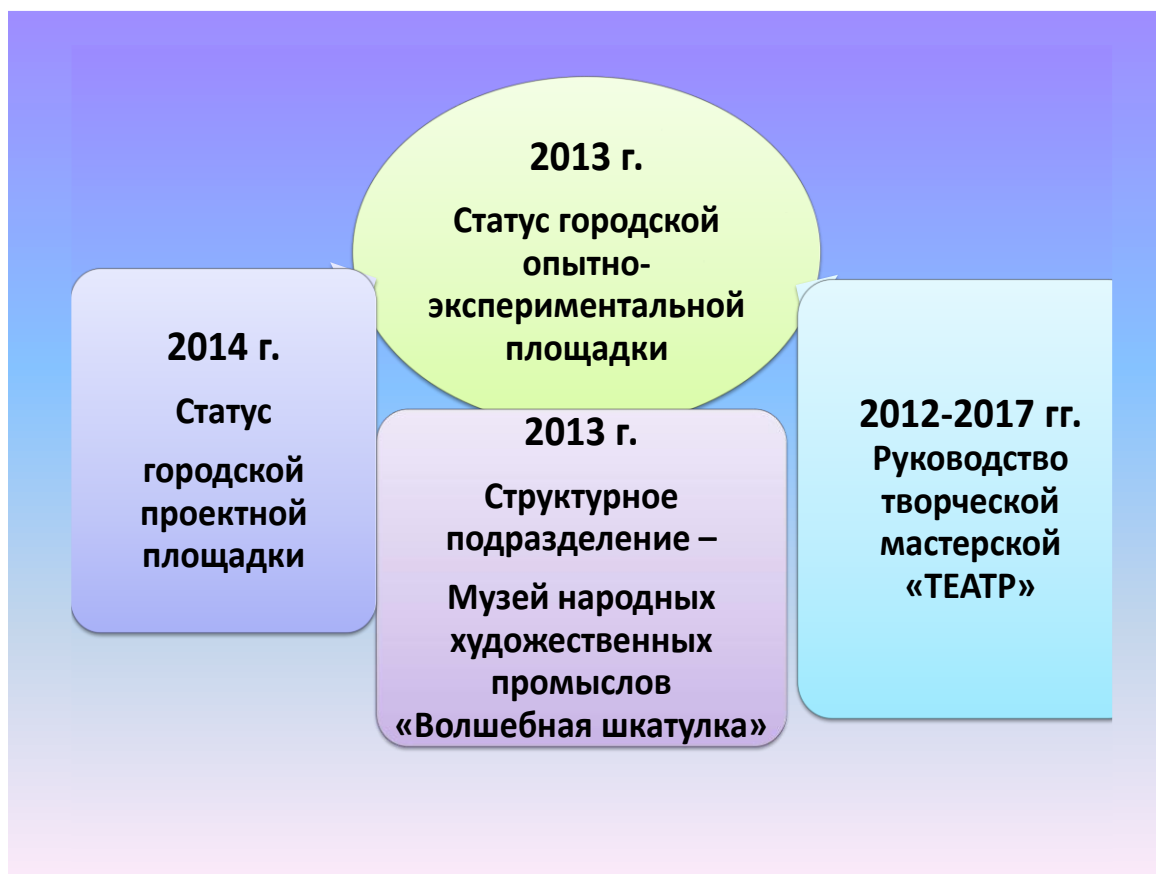 2013 г.
Статус городской
опытно-
экспериментальной
площадки
2014 г.
Статус
городской
проектной
площадки
2013 г.
Структурное
подразделение –
Музей народных
художественных
промыслов
«Волшебная шкатулка»
2012-2017 гг.
Руководство
творческой
мастерской
«ТЕАТР»